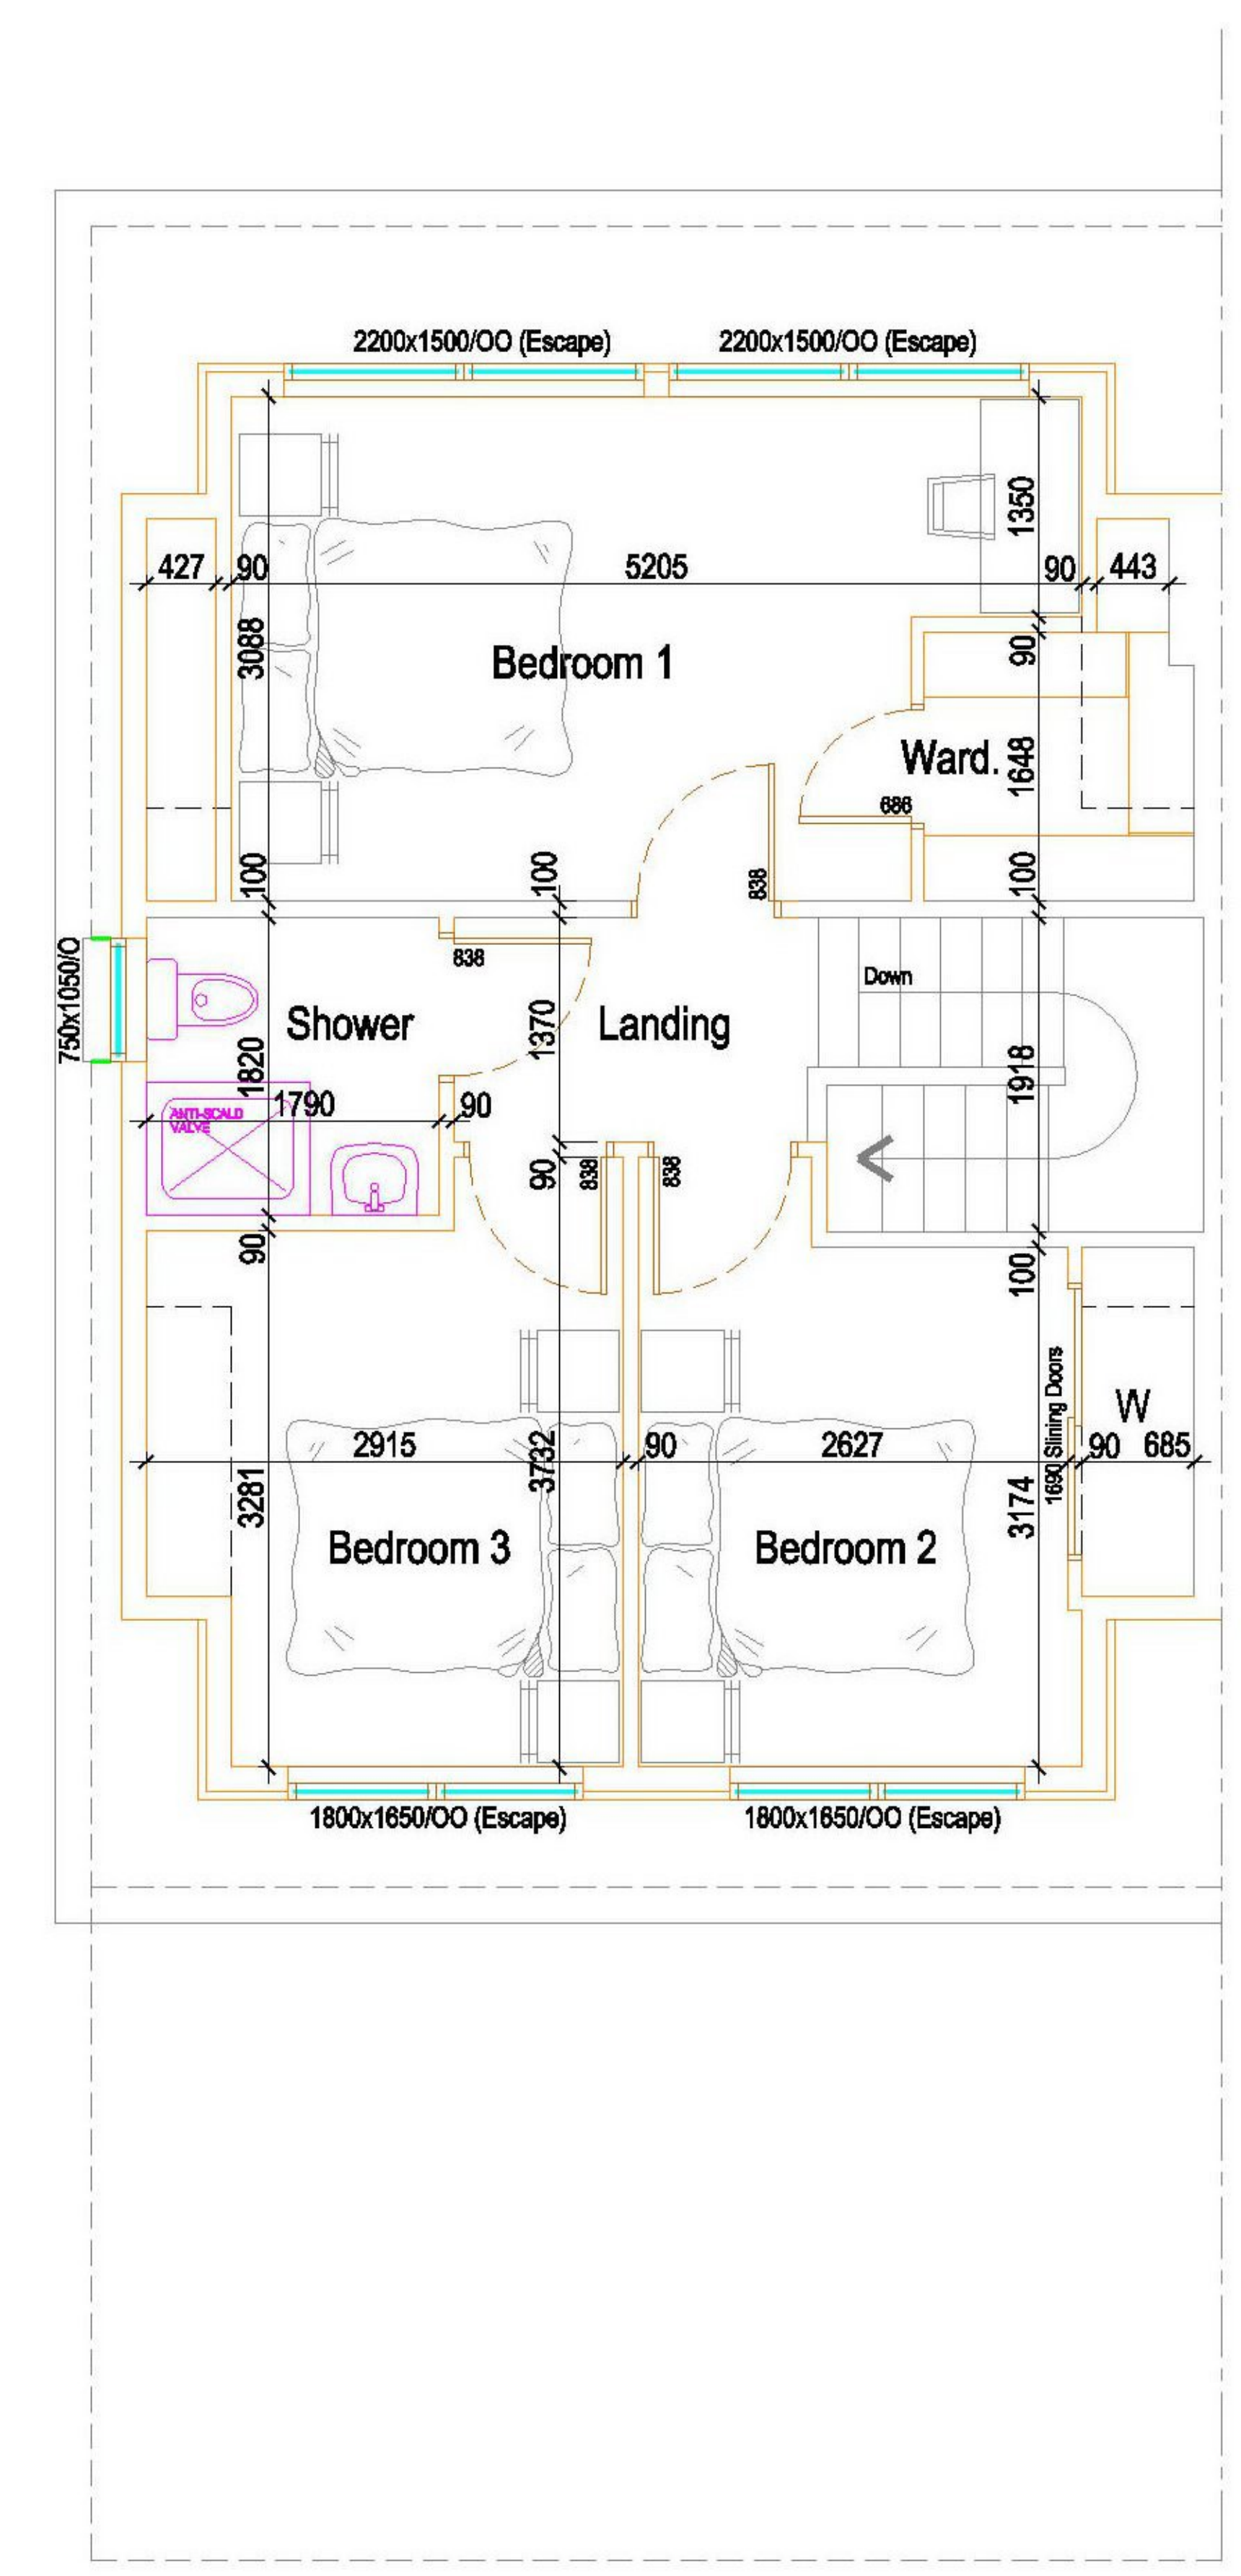 2200x1500/OO (Escape)
2200x1500/OO (Escape)
1350
427
90
5205
90
443
3088
90
Bedroom 1
Ward.
1648
686
100
100
838
100
750x1050/O
838
Down
Shower
1370
Landing
1820
1918
1790
90
ANTI-SCALD
VALVE
90
838
838
90
100
1690 Slining Doors
W
2915
3732
90
2627
90
685
3281
3174
Bedroom 3
Bedroom 2
1800x1650/OO (Escape)
1800x1650/OO (Escape)